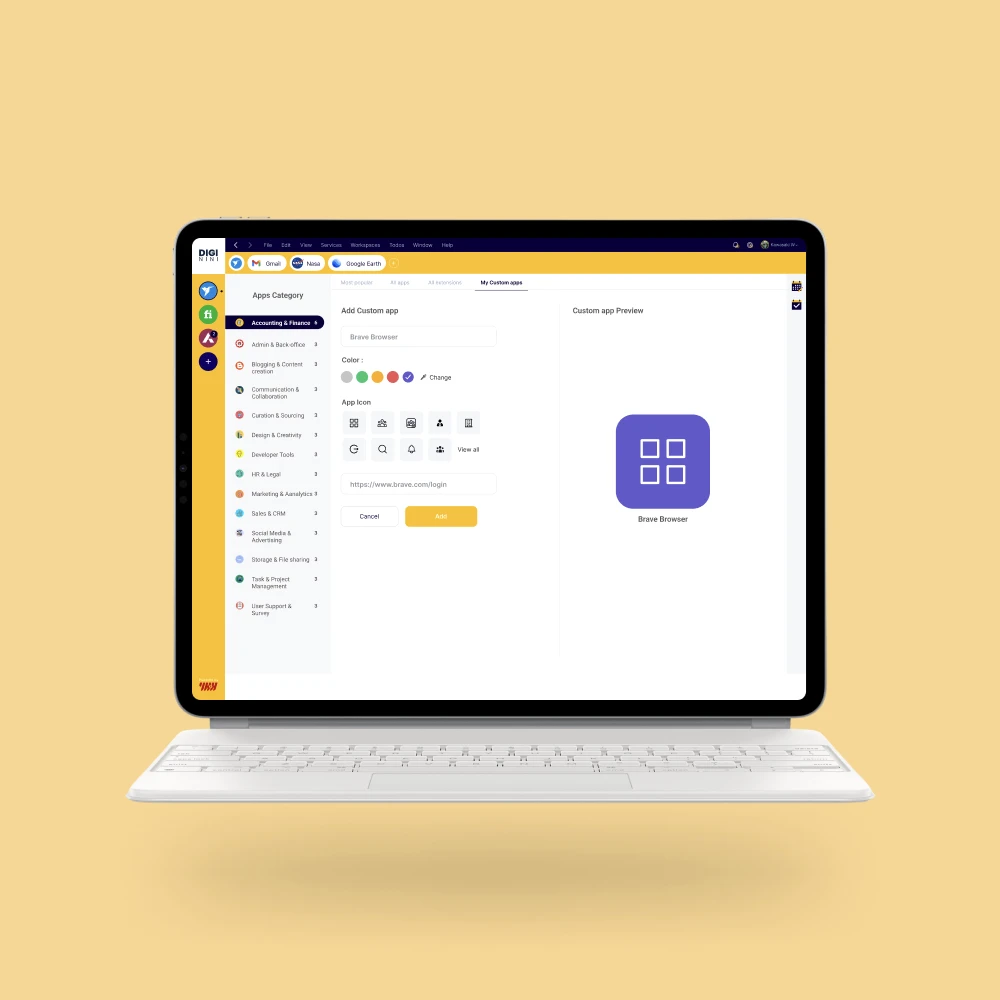 DIGI
NINI
File Edit View Services Workspaces Todos Window Help
Gmail
NASA
Nasa
Google Earth
Most popular All apps All extensions My Custom apps
fi
Apps Category
Accounting & Finance
Admin & Back-office 3
Blogging & Content 3
creation
Communication & 3
Collaboration
Curation & Sourcing 3
Design & Creativity 3
Developer Tools 3
HR & Legal 3
Marketing & Aanalytics 3
Sales & CRM 3
Social Media & 3
Advertising
Storage & File sharing 3
Task & Project 3
Management
User Support & 3
Survey
Add Custom app
Brave Browser
Color :
Change
App Icon
View all
https://www.brave.com/login
Cancel
Add
Custom app Preview
Brave Browser